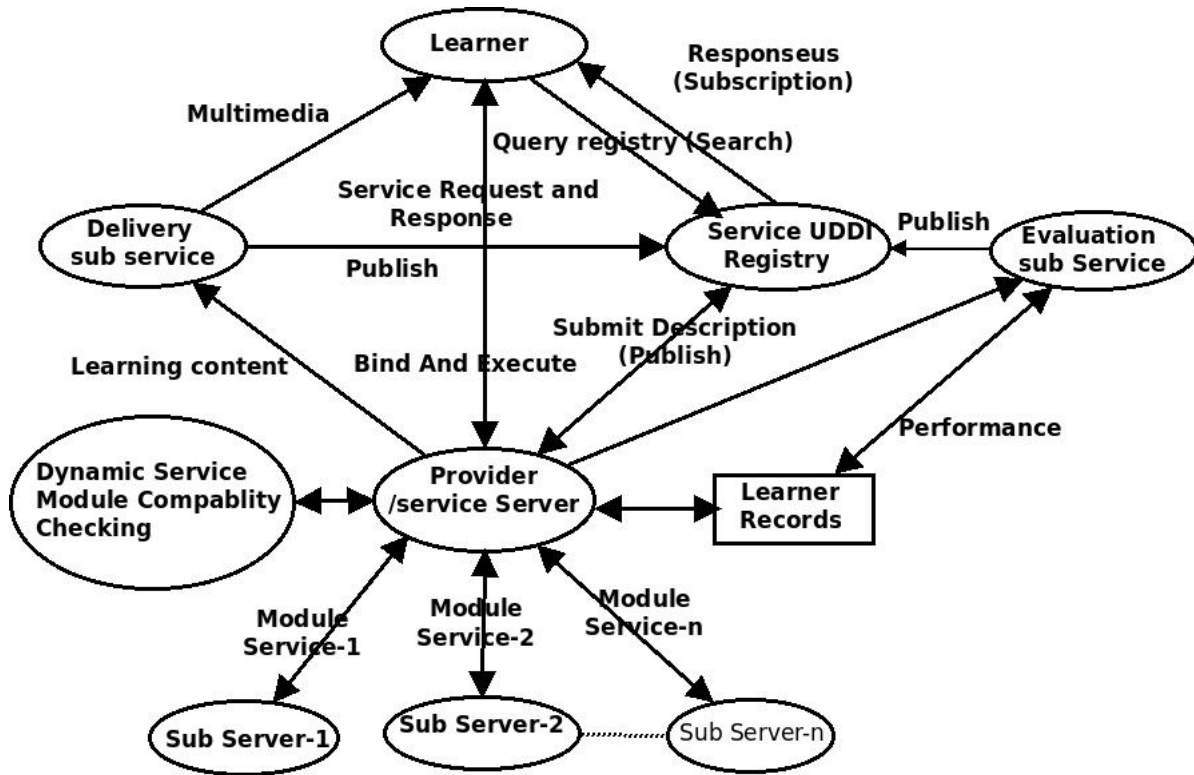 Learner
Responseus
(Subscription)
Multimedia
Query registry (Search)
Service Request and
Response
Delivery
sub service
Publish
Service UDDI
Registry
Publish
Evaluation
sub Service
Submit Description
(Publish)
Learning content
Bind And Execute
Performance
Dynamic Service
Module Compablity
Checking
Provider
/service Server
Learner
Records
Module
Service-1
Module
Service-2
Module
Service-n
Sub Server-1
Sub Server-2
Sub Server-n